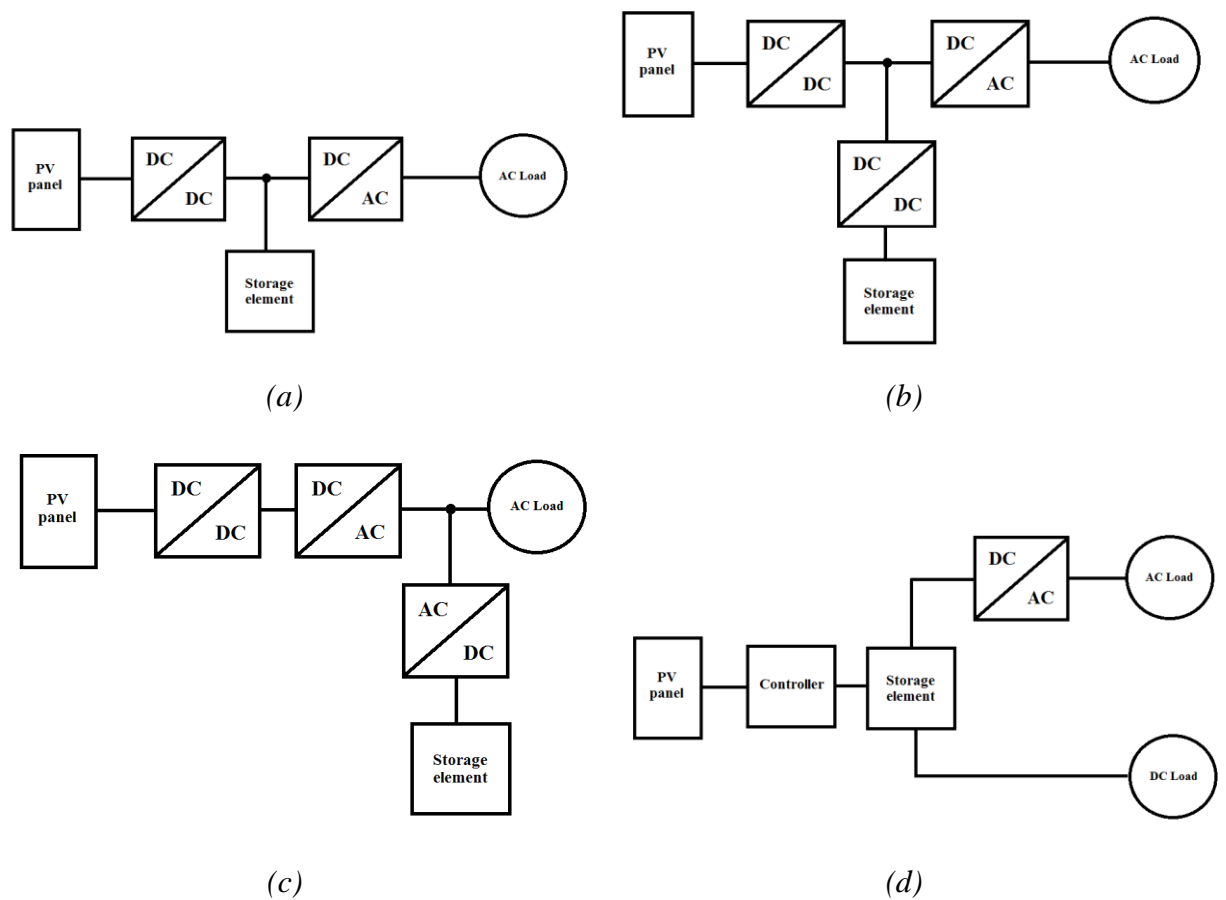 PV
panel
DC
DC
DC
AC
AC Load
Storage
element
(a)
PV
panel
DC
DC
DC
AC
AC Load
DC
DC
Storage
element
(b)
PV
panel
DC
DC
DC
AC
AC Load
AC
DC
Storage
element
(c)
PV
panel
Controller
Storage
element
DC
AC
AC Load
DC Load
(d)